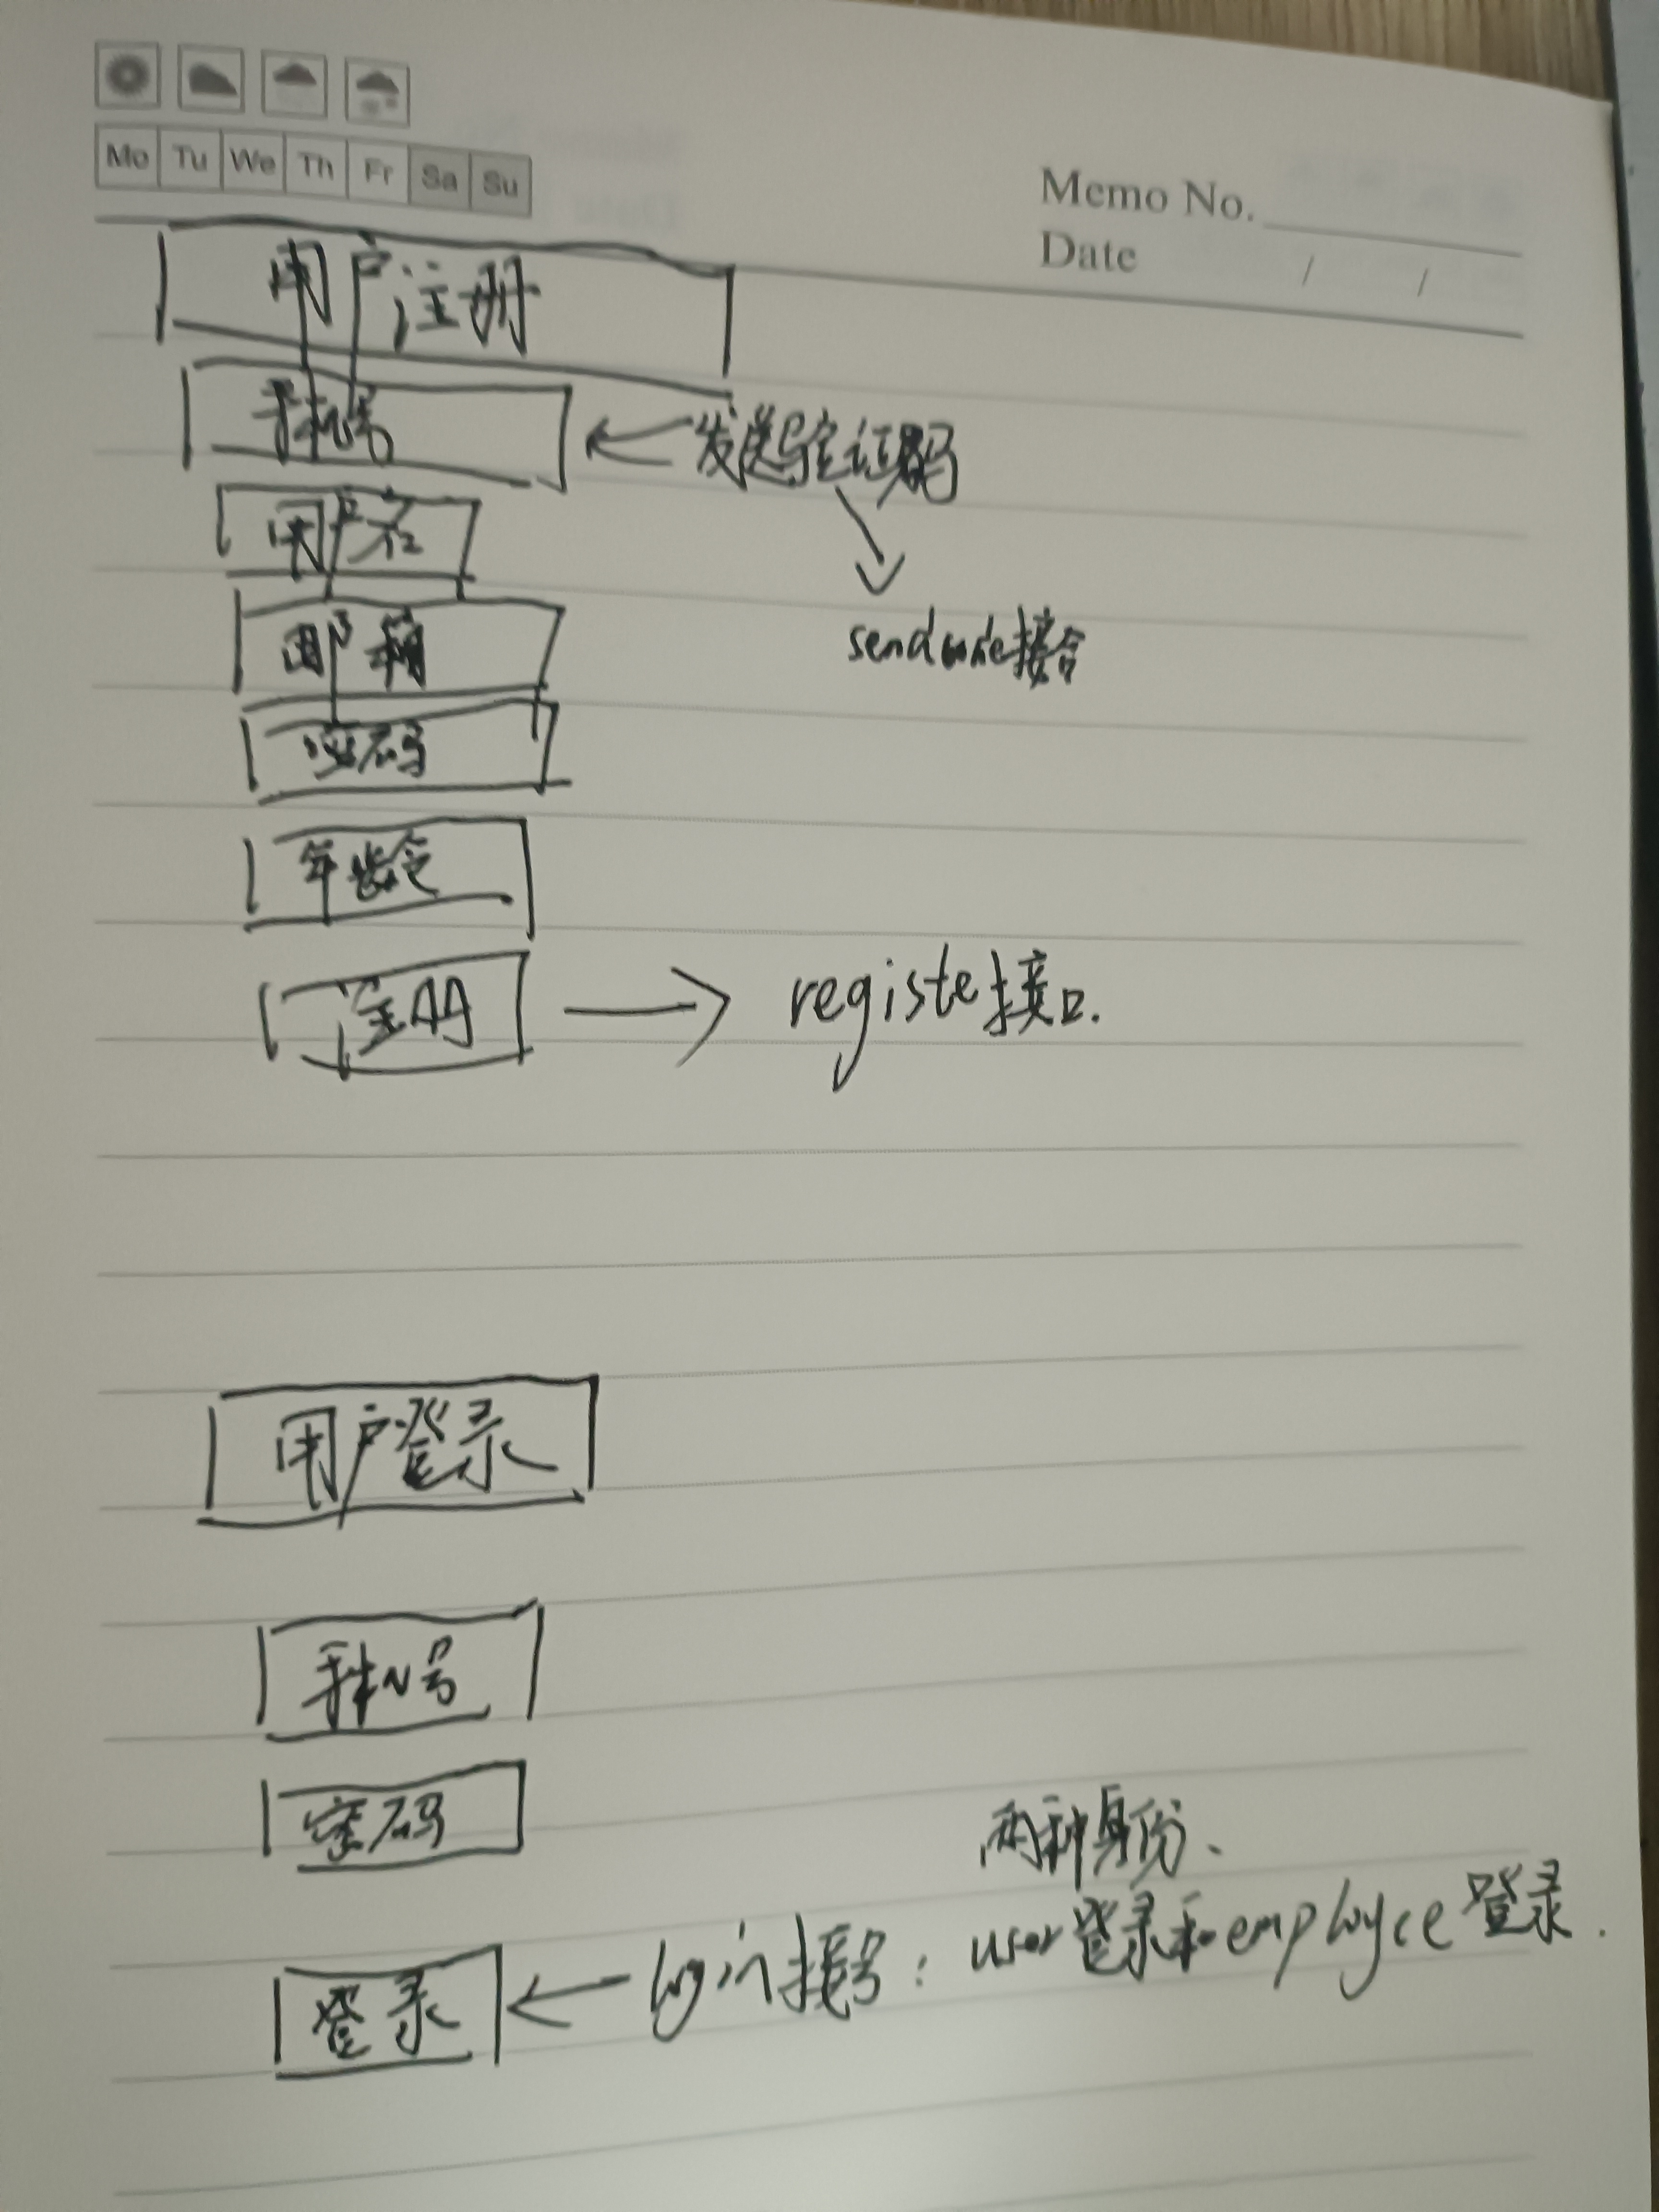 Mo Tu We Th Fr Sa Su
Memo No.
Date / /
用户注册
手机号
发送验证码
用户名
sendcode接合
邮箱
密码
年龄
注册
registe接口.
用户登录
手机号
密码
两种身份、
登录
login接号: user登录和employee登录.